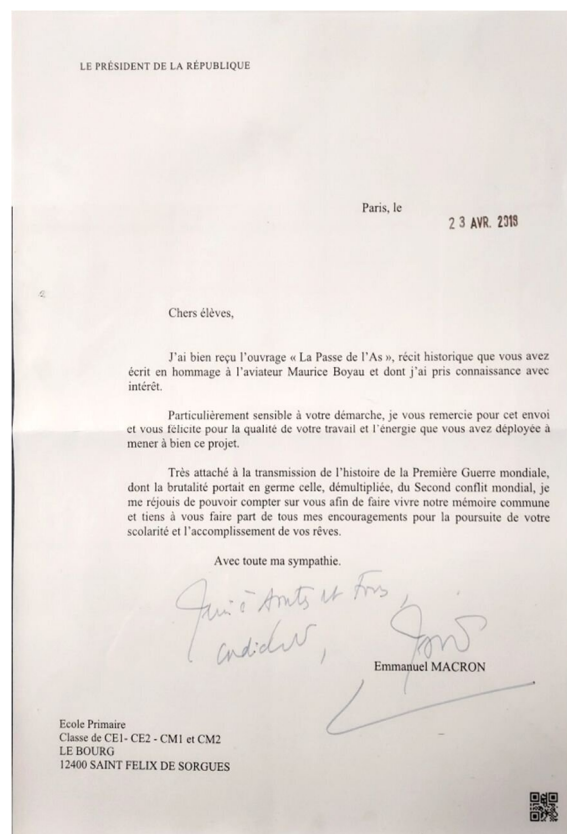 LE PRÉSIDENT DE LA RÉPUBLIQUE
Paris, le
23 AVR. 2019
Chers élèves,
J'ai bien reçu l'ouvrage « La Passe de l'As », récit historique que vous avez
écrit en hommage à l'aviateur Maurice Boyau et dont j'ai pris connaissance avec
intérêt.
Particulièrement sensible à votre démarche, je vous remercie pour cet envoi
et vous félicite pour la qualité de votre travail et l'énergie que vous avez déployée à
mener à bien ce projet.
Très attaché à la transmission de l'histoire de la Première Guerre mondiale,
dont la brutalité portait en germe celle, démultipliée, du Second conflit mondial, je
me réjouis de pouvoir compter sur vous afin de faire vivre notre mémoire commune
et tiens à vous faire part de tous mes encouragements pour la poursuite de votre
scolarité et l'accomplissement de vos rêves.
Avec toute ma sympathie.
à toutes et tous,
Emmanuel MACRON
Ecole Primaire
Classe de CE1- CE2 - CM1 et CM2
LE BOURG
12400 SAINT FELIX DE SORGUES